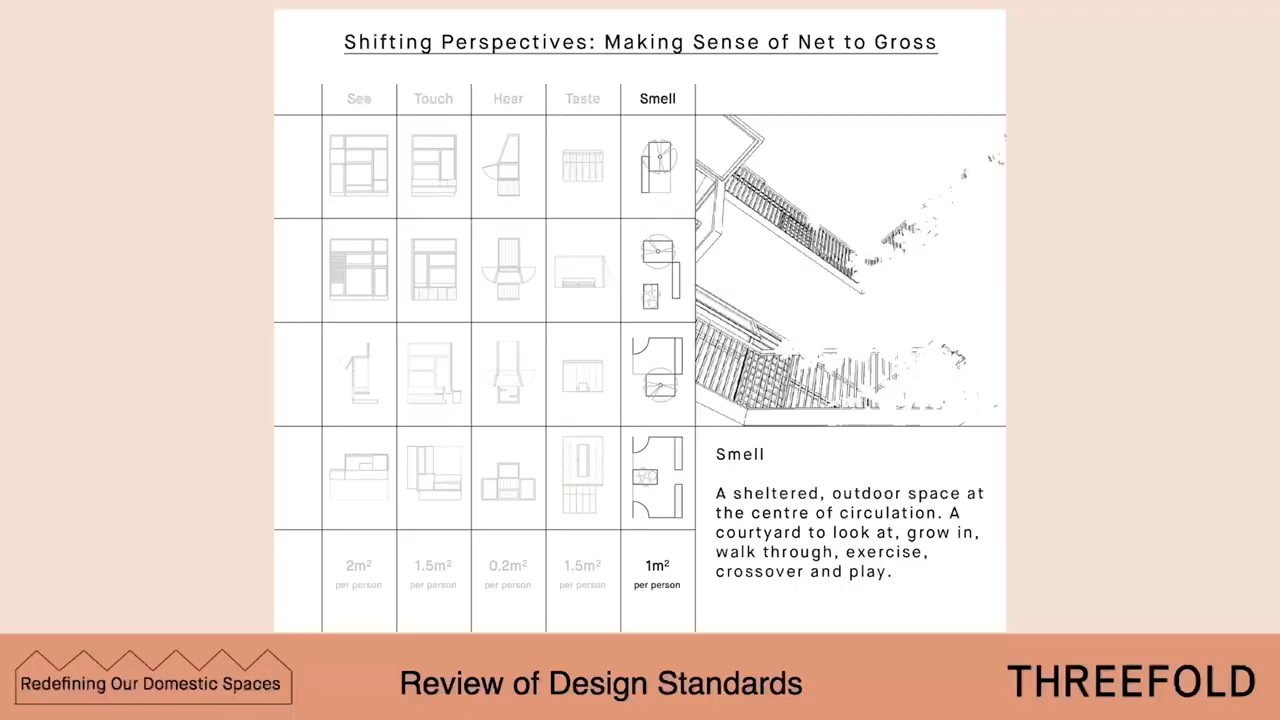 Shifting Perspectives: Making Sense of Net to Gross
See Touch Hear Taste Smell
2m² 1.5m² 0.2m² 1.5m² 1m²
per person per person per person per person per person
Smell
A sheltered, outdoor space at
the centre of circulation. A
courtyard to look at, grow in,
walk through, exercise,
crossover and play.
Redefining Our Domestic Spaces
Review of Design Standards
THREEFOLD